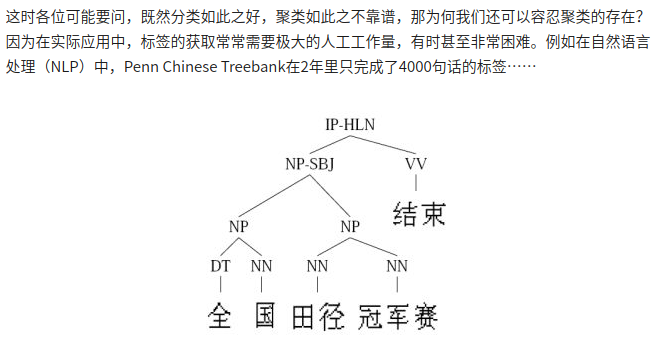 这时各位可能要问，既然分类如此之好，聚类如此之不靠谱，那为何我们还可以容忍聚类的存在？
因为在实际应用中，标签的获取常常需要极大的人工工作量，有时甚至非常困难。例如在自然语言
处理（NLP）中，Penn Chinese Treebank在2年里只完成了4000句话的标签……
IP-HLN
NP-SBJ VV
结束
NP NP
DT NN NN NN
全 国 田径 冠军赛